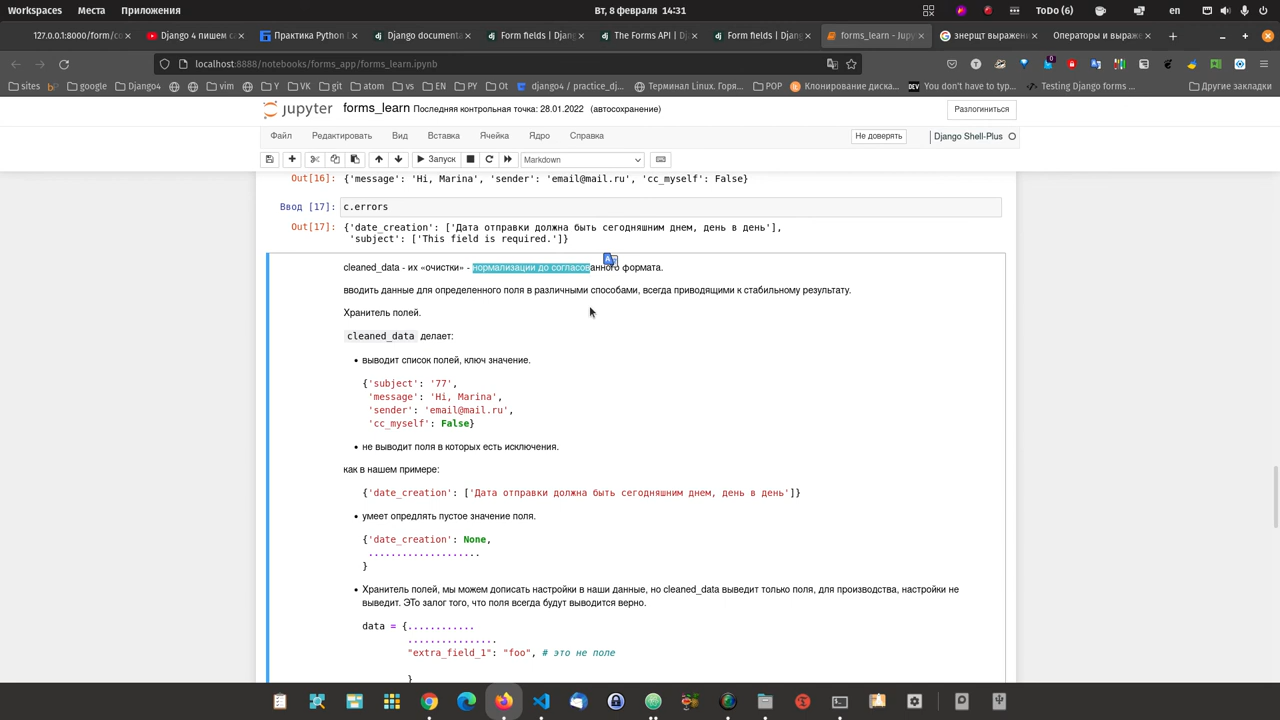 Workspaces Места Приложения Вт, 8 февраля 14:31 ToDo (6) en
127.0.0.1:8000/form/cc Django 4 пишем с Практика Python Django documenta Form fields | Dja The Forms API | Dj Form fields | Djang forms_learn - Jupy энерщт выражен Операторы и выраже
localhost:8888/notebooks/forms_app/forms_learn.ipynb
sites google Django4 vim EN git atom vs EN PY Ot django4 / practice_dj... Терминал Linux. Горя... POP Клонирование диска... You don't have to typ... Testing Django forms ... Другие закладки
jupyter forms_learn Последняя контрольная точка: 28.01.2022 (автосохранение) Разлогиниться
Файл Редактировать Вид Вставка Ячейка Ядро Справка Не доверять Django Shell-Plus
Запуск Markdown
Out[16]: {'message': 'Hi, Marina', 'sender': 'email@mail.ru', 'cc_myself': False}
Ввод [17]: c.errors
Out[17]: {'date_creation': ['Дата отправки должна быть сегодняшним днем, день в день'],
'subject': ['This field is required.']}
cleaned_data - их «очистки» - нормализации до согласованного формата.
вводить данные для определенного поля в различными способами, всегда приводящими к стабильному результату.
Хранитель полей.
cleaned_data делает:
• выводит список полей, ключ значение.
{'subject': '77',
'message': 'Hi, Marina',
'sender': 'email@mail.ru',
'cc_myself': False}
• не выводит поля в которых есть исключения.
как в нашем примере:
{'date_creation': ['Дата отправки должна быть сегодняшним днем, день в день']}
• умеет опредлять пустое значение поля.
{'date_creation': None,
...................
}
• Хранитель полей, мы можем дописать настройки в наши данные, но cleaned_data выведит только поля, для производства, настройки не
выведит. ЭТо залог того, что поля всегда будут выводится верно.
data = {............
...............
"extra_field_1": "foo", # это не поле
}